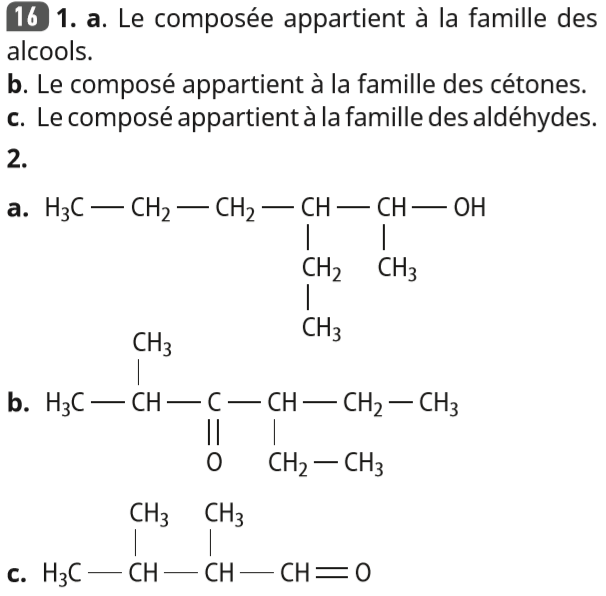 16 1. a. Le composée appartient à la famille des
alcools.
b. Le composé appartient à la famille des cétones.
c. Le composé appartient à la famille des aldéhydes.
2.
a. H₃C — CH₂ — CH₂ — CH — CH — OH
| |
CH₂ CH₃
|
CH₃
CH₃
|
b. H₃C — CH — C — CH — CH₂ — CH₃
|| |
O CH₂ — CH₃
CH₃ CH₃
| |
c. H₃C — CH — CH — CH = O